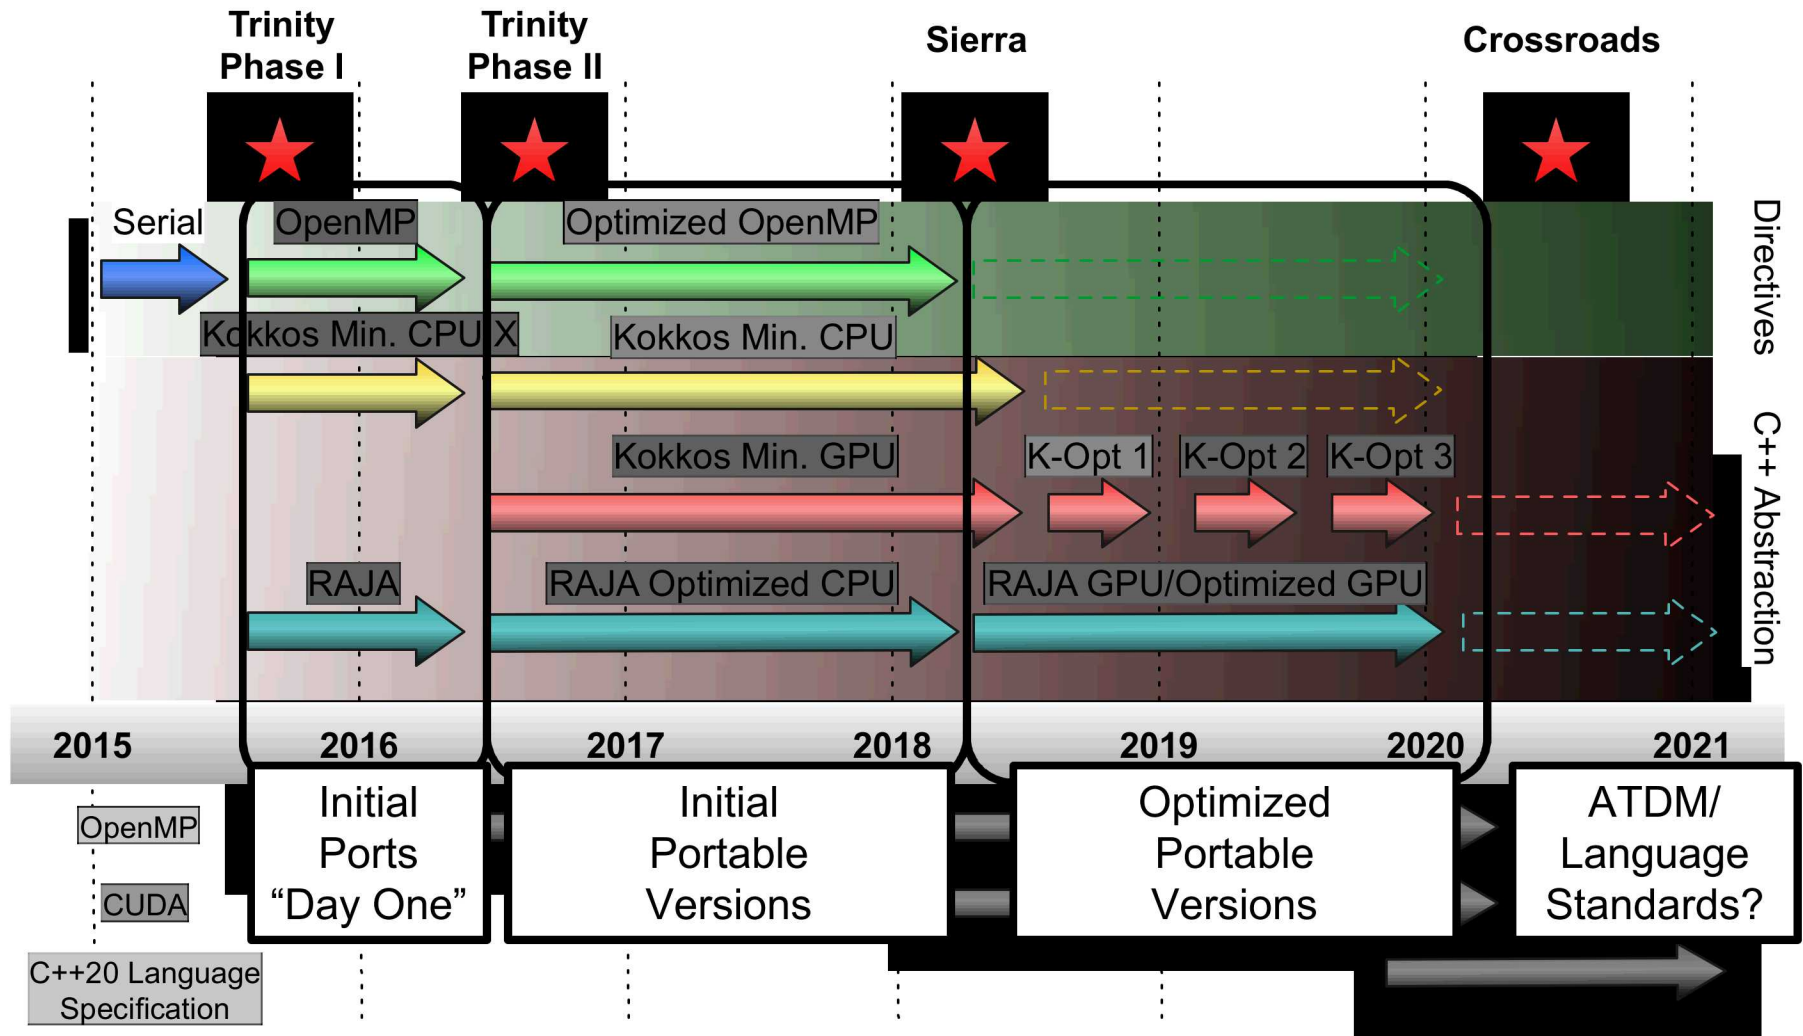 Trinity
Phase I
Trinity
Phase II
Sierra
Crossroads
Serial
OpenMP
Optimized OpenMP
Directives
Kokkos Min. CPU X
Kokkos Min. CPU
Kokkos Min. GPU
K-Opt 1
K-Opt 2
K-Opt 3
C++ Abstraction
RAJA
RAJA Optimized CPU
RAJA GPU/Optimized GPU
2015
2016
2017
2018
2019
2020
2021
OpenMP
CUDA
C++20 Language
Specification
Initial
Ports
“Day One”
Initial
Portable
Versions
Optimized
Portable
Versions
ATDM/
Language
Standards?